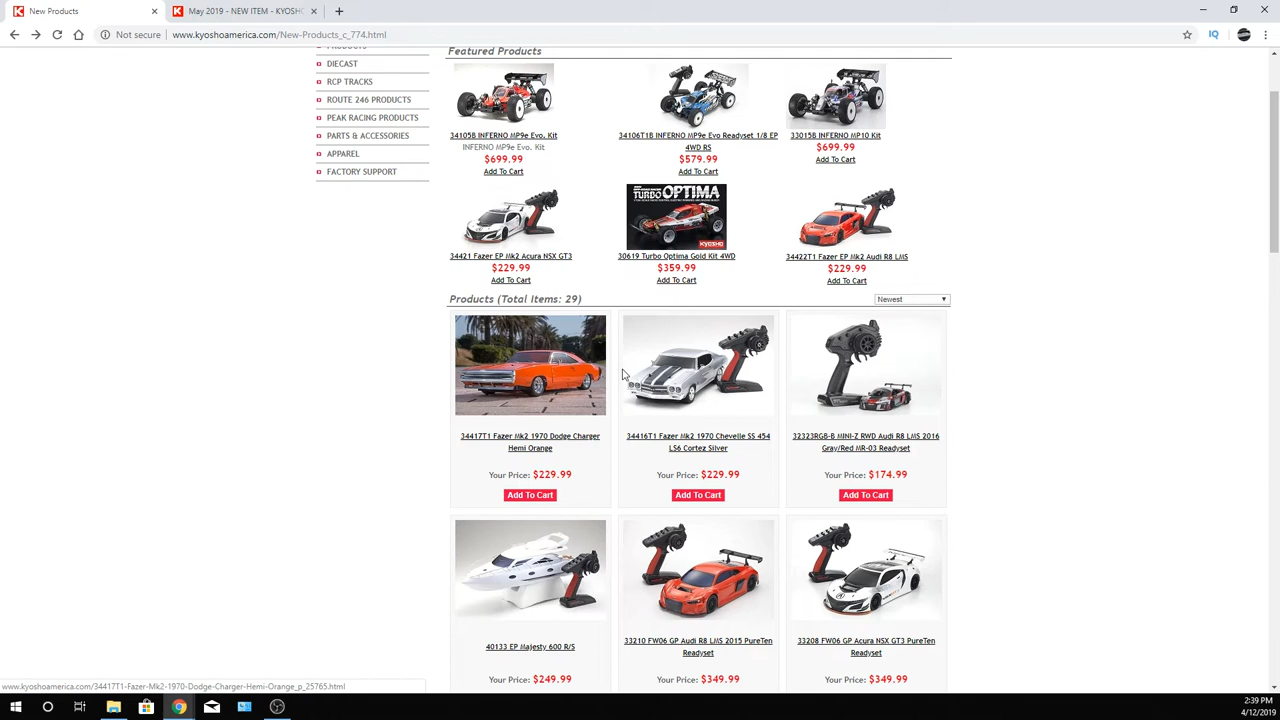 New Products
May 2019 - NEW ITEM - KYOSH
Not secure
www.kyoshoamerica.com/New-Products_c_774.html
PRODUCTS
DIECAST
RCP TRACKS
ROUTE 246 PRODUCTS
PEAK RACING PRODUCTS
PARTS & ACCESSORIES
APPAREL
FACTORY SUPPORT
Featured Products
34105B INFERNO MP9e Evo. Kit
INFERNO MP9e Evo. Kit
$699.99
Add To Cart
34106T1B INFERNO MP9e Evo Readyset 1/8 EP
4WD RS
$579.99
Add To Cart
33015B INFERNO MP10 Kit
$699.99
Add To Cart
34421 Fazer EP Mk2 Acura NSX GT3
$229.99
Add To Cart
TURBO OPTIMA
KYOSHO
30619 Turbo Optima Gold Kit 4WD
$359.99
Add To Cart
34422T1 Fazer EP Mk2 Audi R8 LMS
$229.99
Add To Cart
Products (Total Items: 29)
Newest
34417T1 Fazer Mk2 1970 Dodge Charger
Hemi Orange
Your Price: $229.99
Add To Cart
34416T1 Fazer Mk2 1970 Chevelle SS 454
LS6 Cortez Silver
Your Price: $229.99
Add To Cart
32323RGB-B MINI-Z RWD Audi R8 LMS 2016
Gray/Red MR-03 Readyset
Your Price: $174.99
Add To Cart
40133 EP Majesty 600 R/S
Your Price: $249.99
33210 FW06 GP Audi R8 LMS 2015 PureTen
Readyset
Your Price: $349.99
33208 FW06 GP Acura NSX GT3 PureTen
Readyset
Your Price: $349.99
www.kyoshoamerica.com/34417T1-Fazer-Mk2-1970-Dodge-Charger-Hemi-Orange_p_25765.html
2:39 PM
4/12/2019